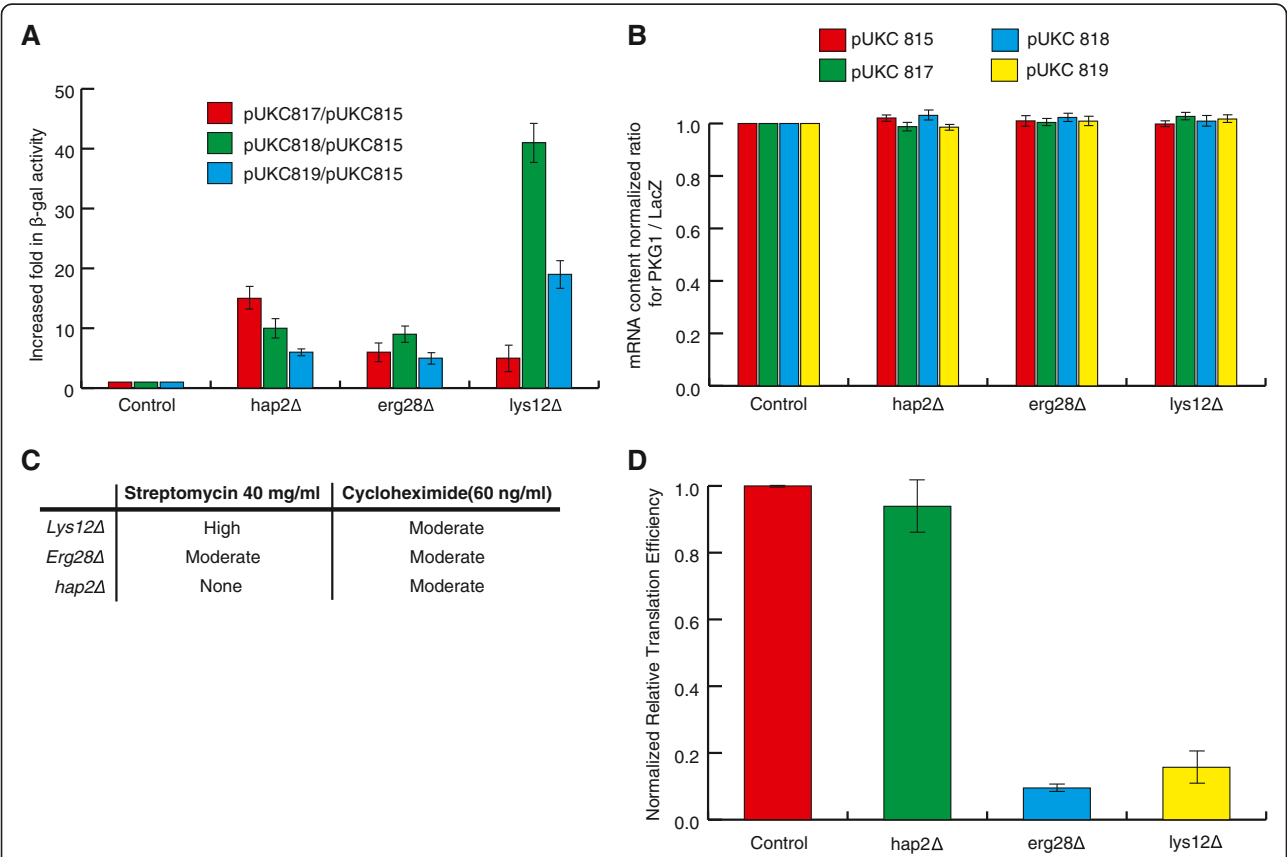 A
Increased fold in β-gal activity
50
40
30
20
10
0
pUKC817/pUKC815
pUKC818/pUKC815
pUKC819/pUKC815
Control
hap2Δ
erg28Δ
lys12Δ
B
pUKC 815
pUKC 818
pUKC 817
pUKC 819
mRNA content normalized ratio
for PKG1 / LacZ
1.0
0.8
0.6
0.4
0.2
0.0
Control
hap2Δ
erg28Δ
lys12Δ
C
Streptomycin 40 mg/ml Cycloheximide(60 ng/ml)
Lys12Δ High Moderate
Erg28Δ Moderate Moderate
hap2Δ None Moderate
D
Normalized Relative Translation Efficiency
1.0
0.8
0.6
0.4
0.2
0.0
Control
hap2Δ
erg28Δ
lys12Δ